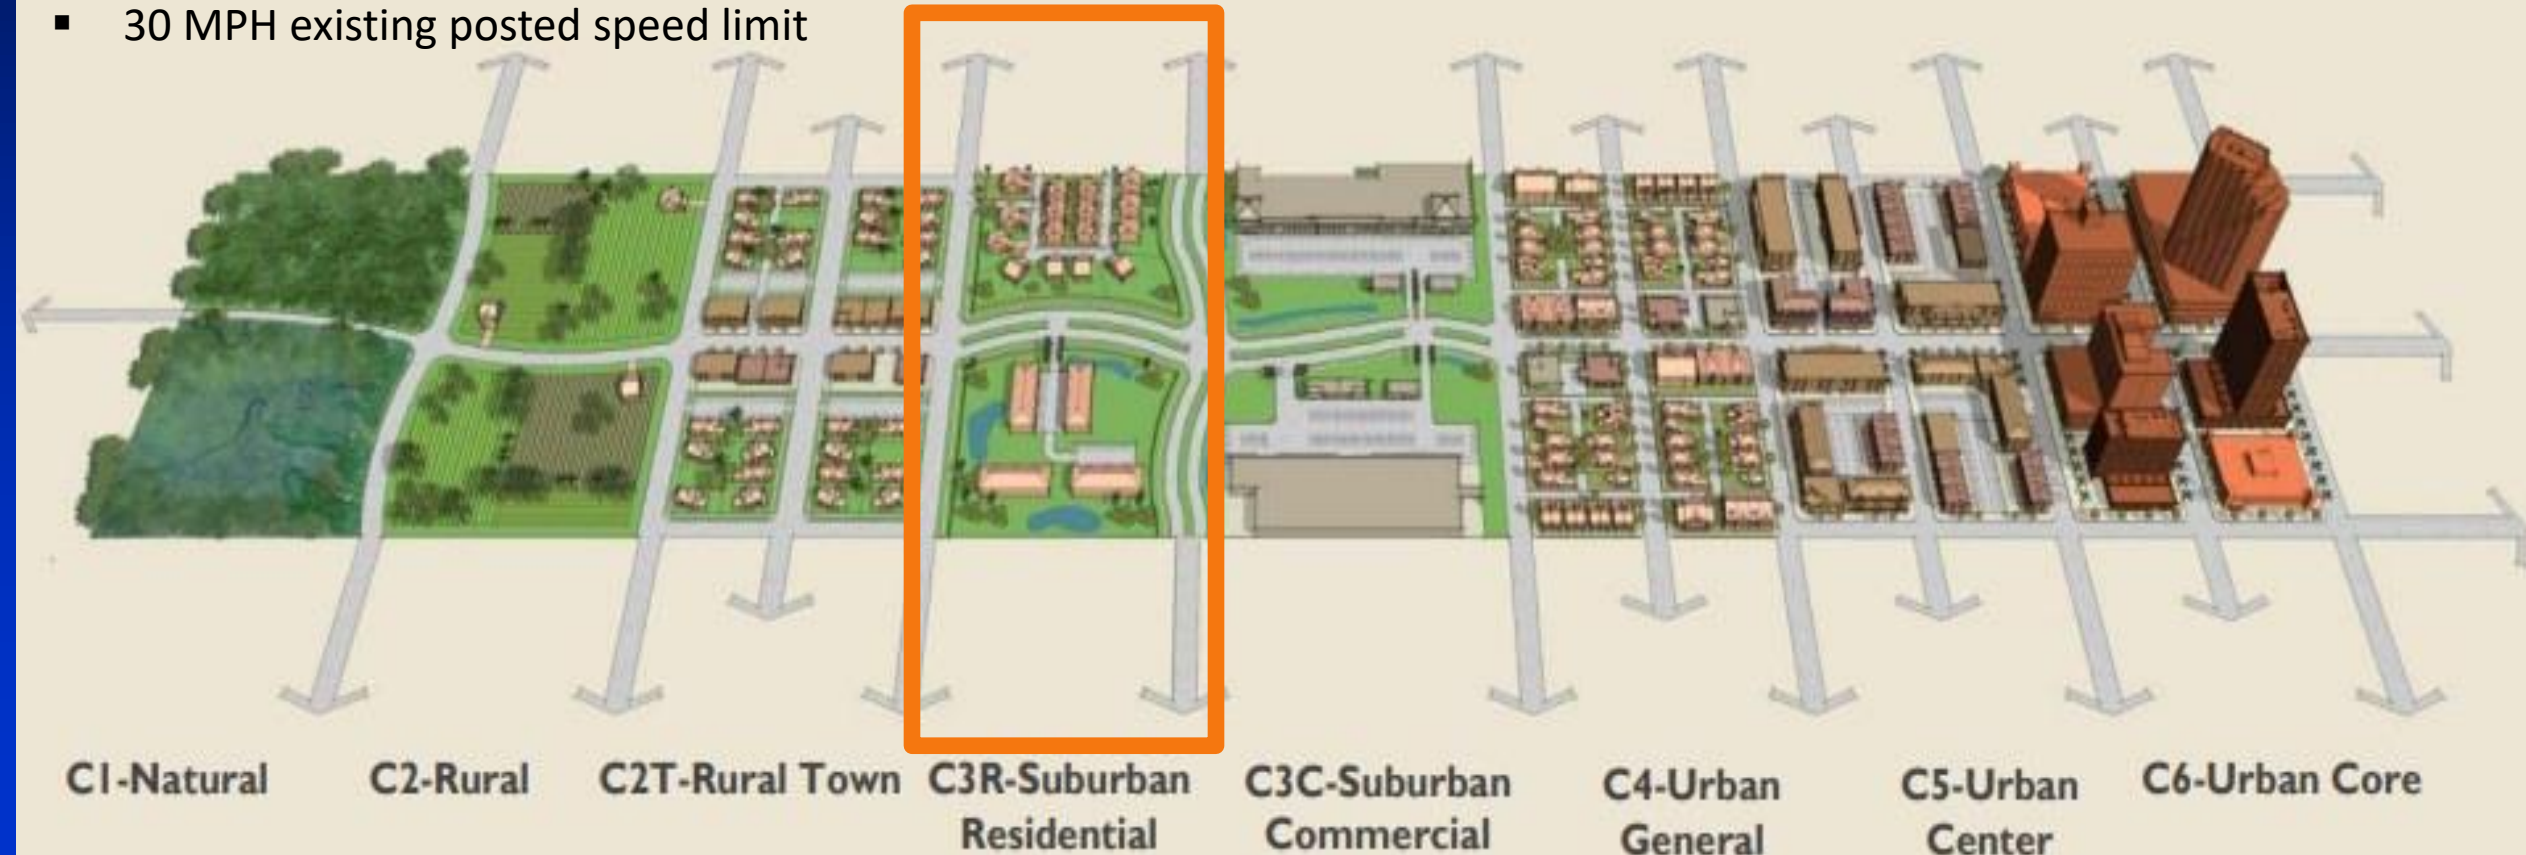 ▪ 30 MPH existing posted speed limit
C1-Natural
C2-Rural
C2T-Rural Town
C3R-Suburban
Residential
C3C-Suburban
Commercial
C4-Urban
General
C5-Urban
Center
C6-Urban Core